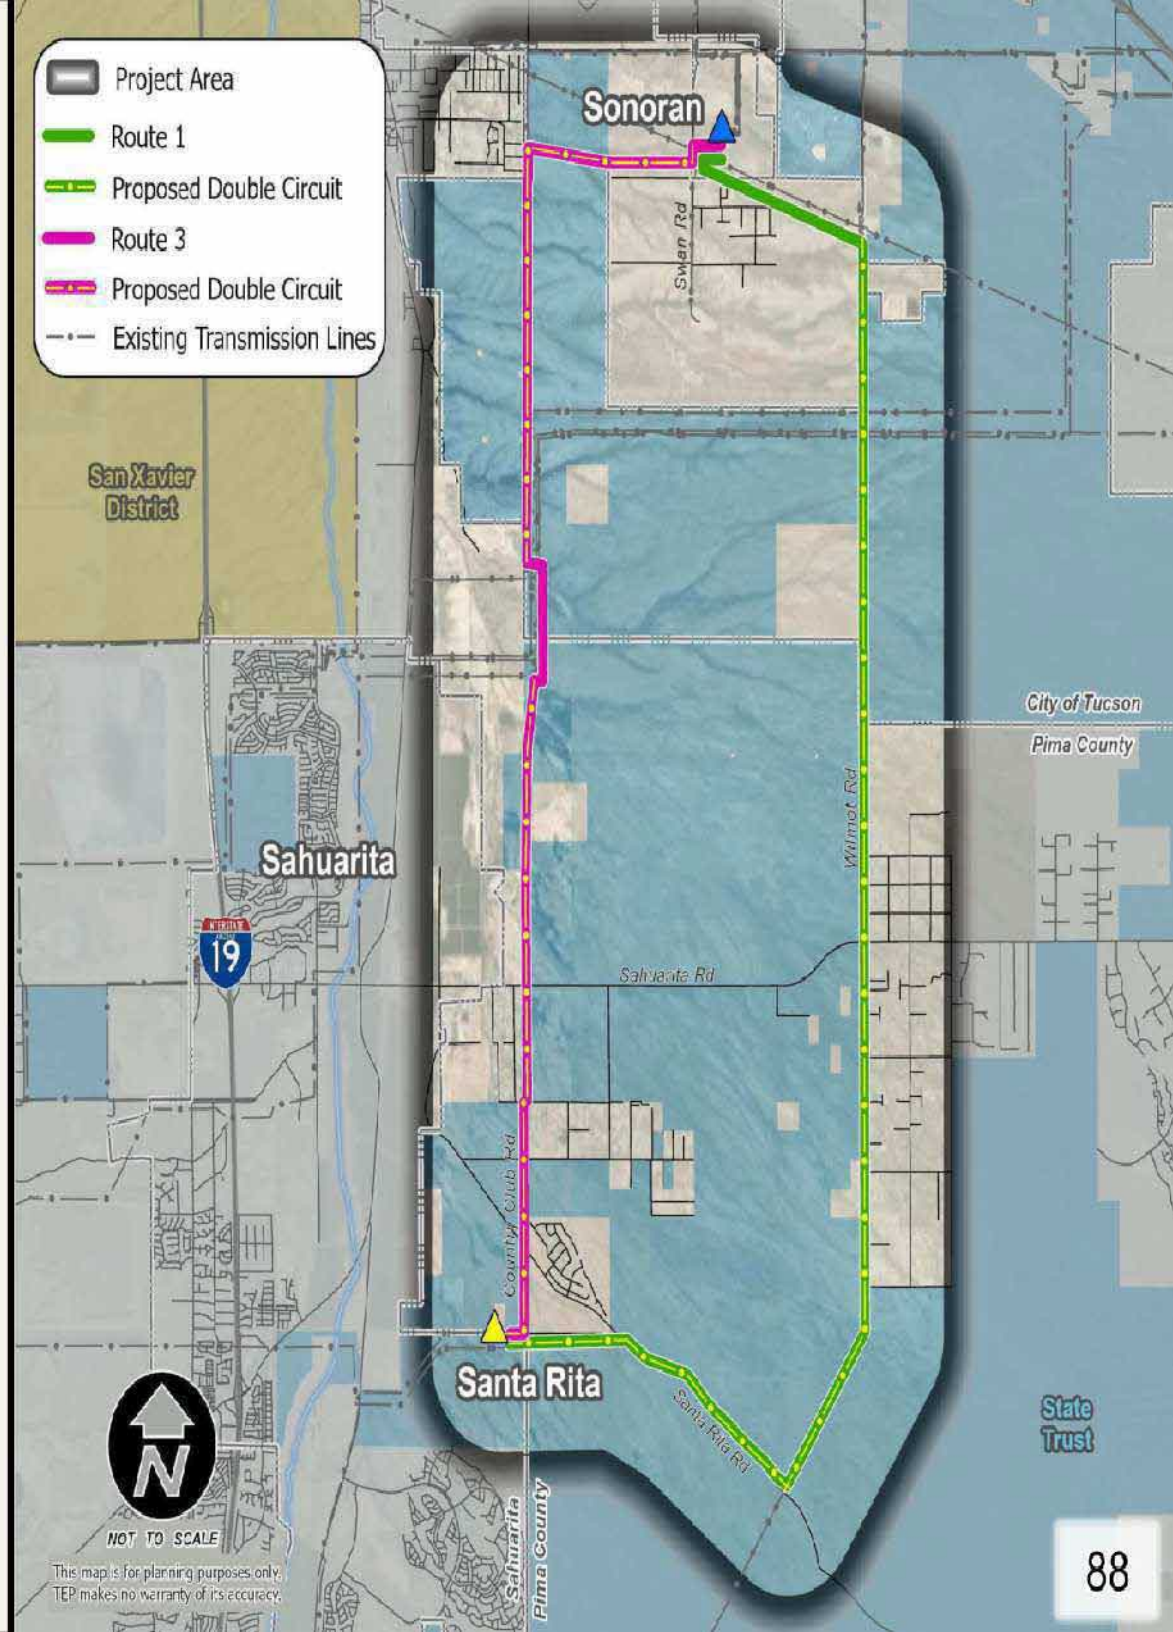 Project Area
Route 1
Proposed Double Circuit
Route 3
Proposed Double Circuit
Existing Transmission Lines
Sonoran
Swan Rd
San Xavier
District
City of Tucson
Pima County
Wilmot Rd
Sahuarita
INTERSTATE
19
Sahuarita Rd
County Club Rd
Santa Rita
Santa Rita Rd
State
Trust
N
NOT TO SCALE
This map is for planning purposes only.
TEP makes no warranty of its accuracy.
Sahuarita
Pima County
88